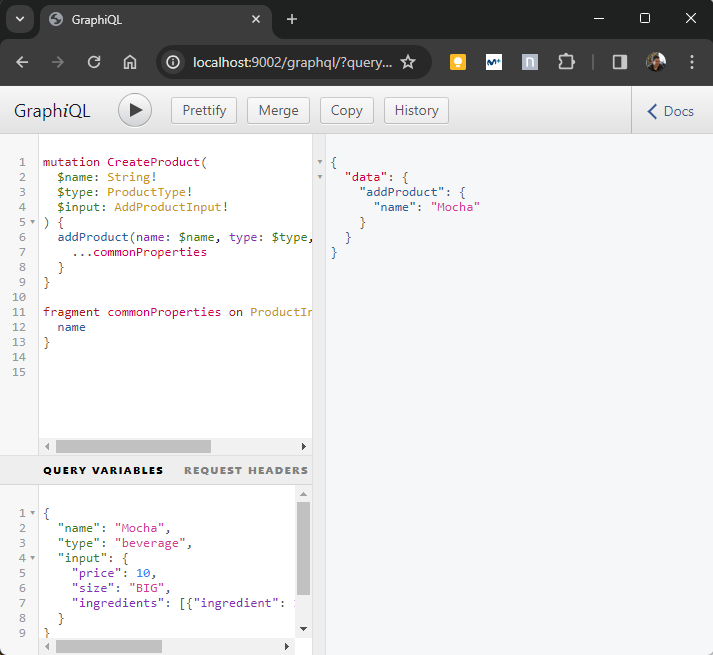 GraphiQL
localhost:9002/graphql/?query...
GraphiQL
Prettify
Merge
Copy
History
Docs
1 mutation CreateProduct(
2 $name: String!
3 $type: ProductType!
4 $input: AddProductInput!
5 ) {
6 addProduct(name: $name, type: $type,
7 ...commonProperties
8 }
9 }
10
11 fragment commonProperties on ProductIn
12 name
13 }
14
15
{
"data": {
"addProduct": {
"name": "Mocha"
}
}
}
QUERY VARIABLES
REQUEST HEADERS
1 {
2 "name": "Mocha",
3 "type": "beverage",
4 "input": {
5 "price": 10,
6 "size": "BIG",
7 "ingredients": [{"ingredient":
8 }
9 }